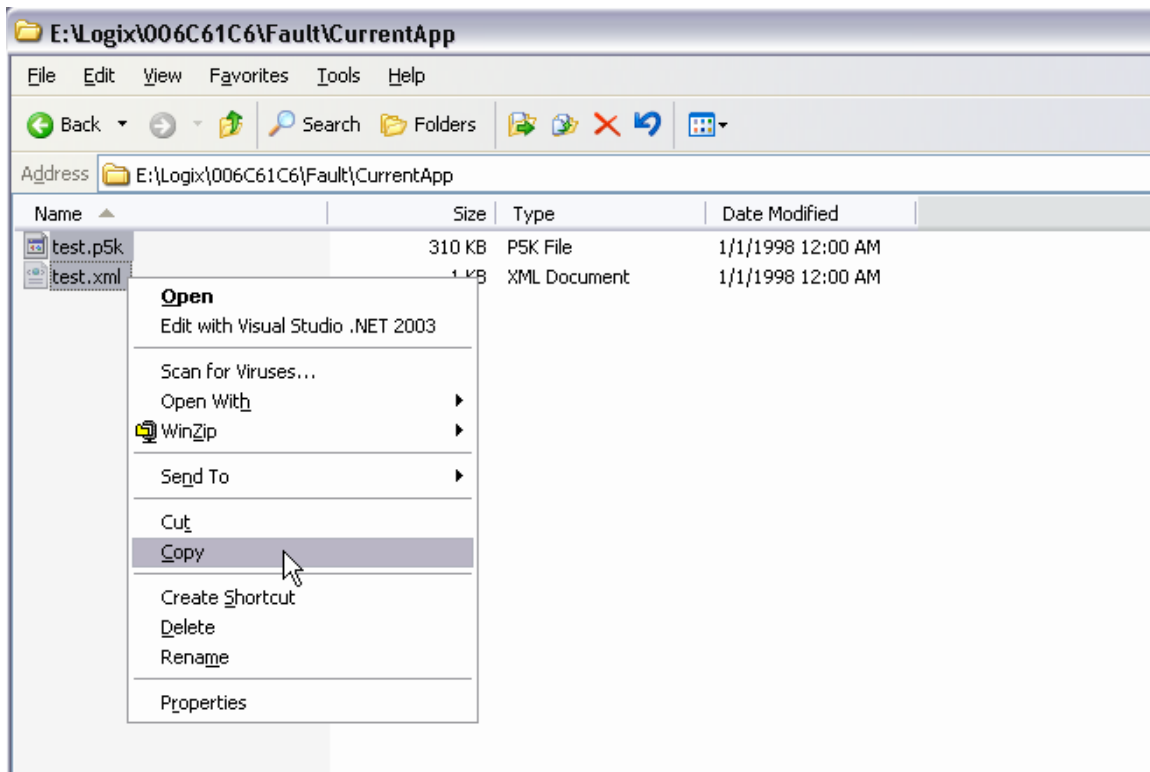 E:\Logix\006C61C6\Fault\CurrentApp
File Edit View Favorites Tools Help
Back Search Folders
Address E:\Logix\006C61C6\Fault\CurrentApp
Name Size Type Date Modified
test.p5k 310 KB P5K File 1/1/1998 12:00 AM
test.xml 1 KB XML Document 1/1/1998 12:00 AM
Open
Edit with Visual Studio .NET 2003
Scan for Viruses...
Open With
WinZip
Send To
Cut
Copy
Create Shortcut
Delete
Rename
Properties